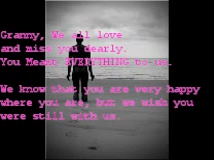 Granny, We all love
and miss you dearly.
You Meant EVERYTHING to us.
We know that you are very happy
where you are, but we wish you
were still with us.